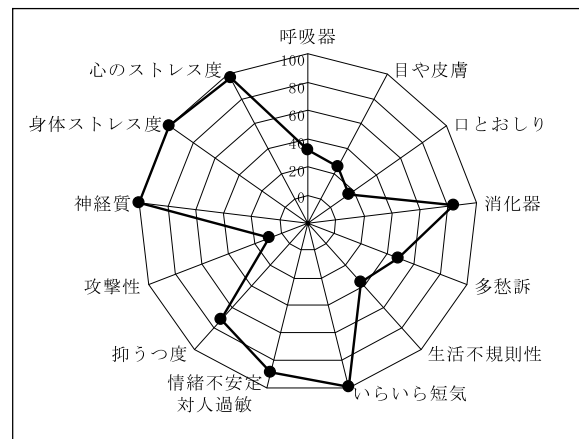 呼吸器
100
80
60
40
20
0
目や皮膚
口とおしり
消化器
多愁訴
生活不規則性
いらいら短気
情緒不安定
対人過敏
抑うつ度
攻撃性
神経質
身体ストレス度
心のストレス度